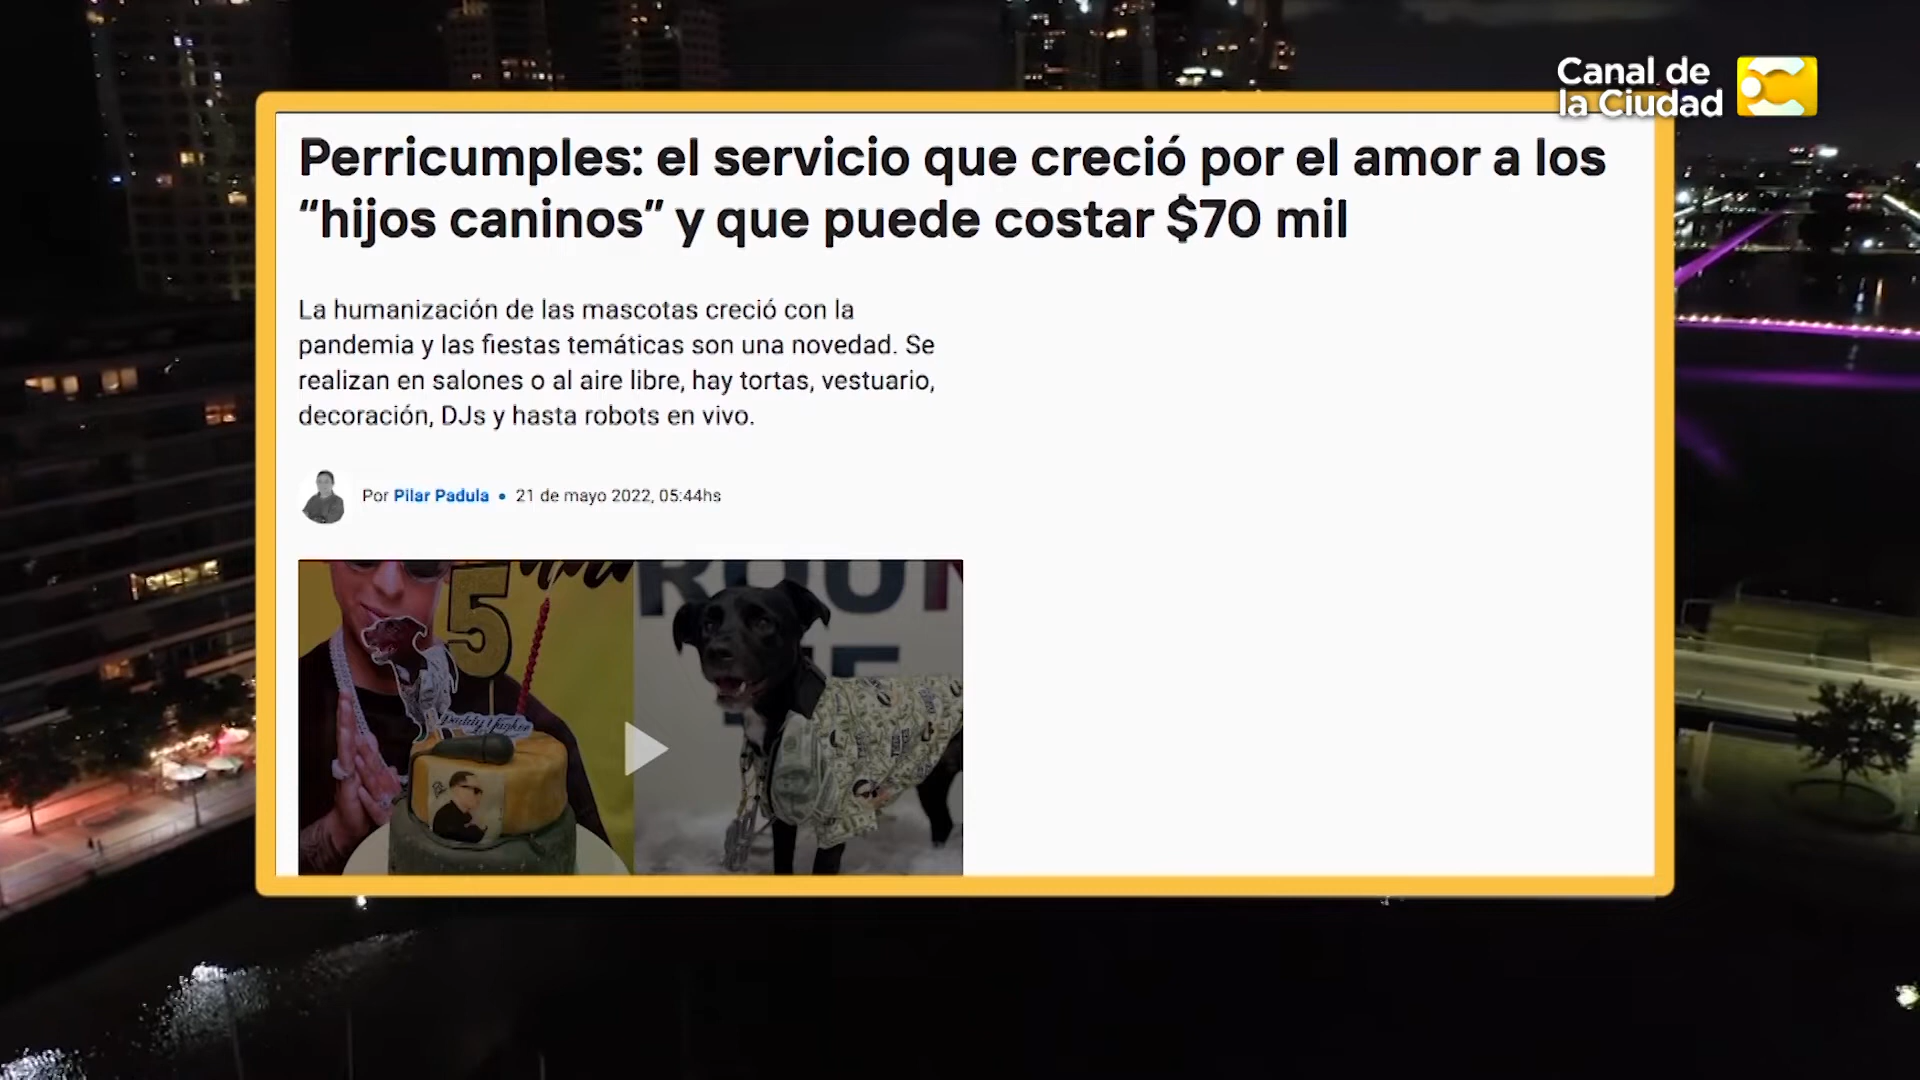 Canal de
la Ciudad
Perricumples: el servicio que creció por el amor a los
“hijos caninos” y que puede costar $70 mil
La humanización de las mascotas creció con la
pandemia y las fiestas temáticas son una novedad. Se
realizan en salones o al aire libre, hay tortas, vestuario,
decoración, DJs y hasta robots en vivo.
Por Pilar Padula • 21 de mayo 2022, 05:44hs
5
Daddy Yankee